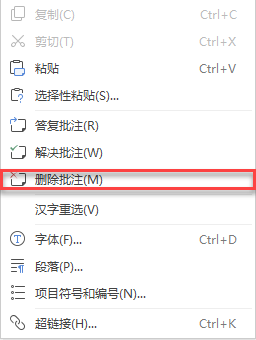 复制(C) Ctrl+C
剪切(T) Ctrl+X
粘贴 Ctrl+V
选择性粘贴(S)...
答复批注(R)
解决批注(W)
删除批注(M)
汉字重选(V)
字体(F)... Ctrl+D
段落(P)...
项目符号和编号(N)...
超链接(H)... Ctrl+K